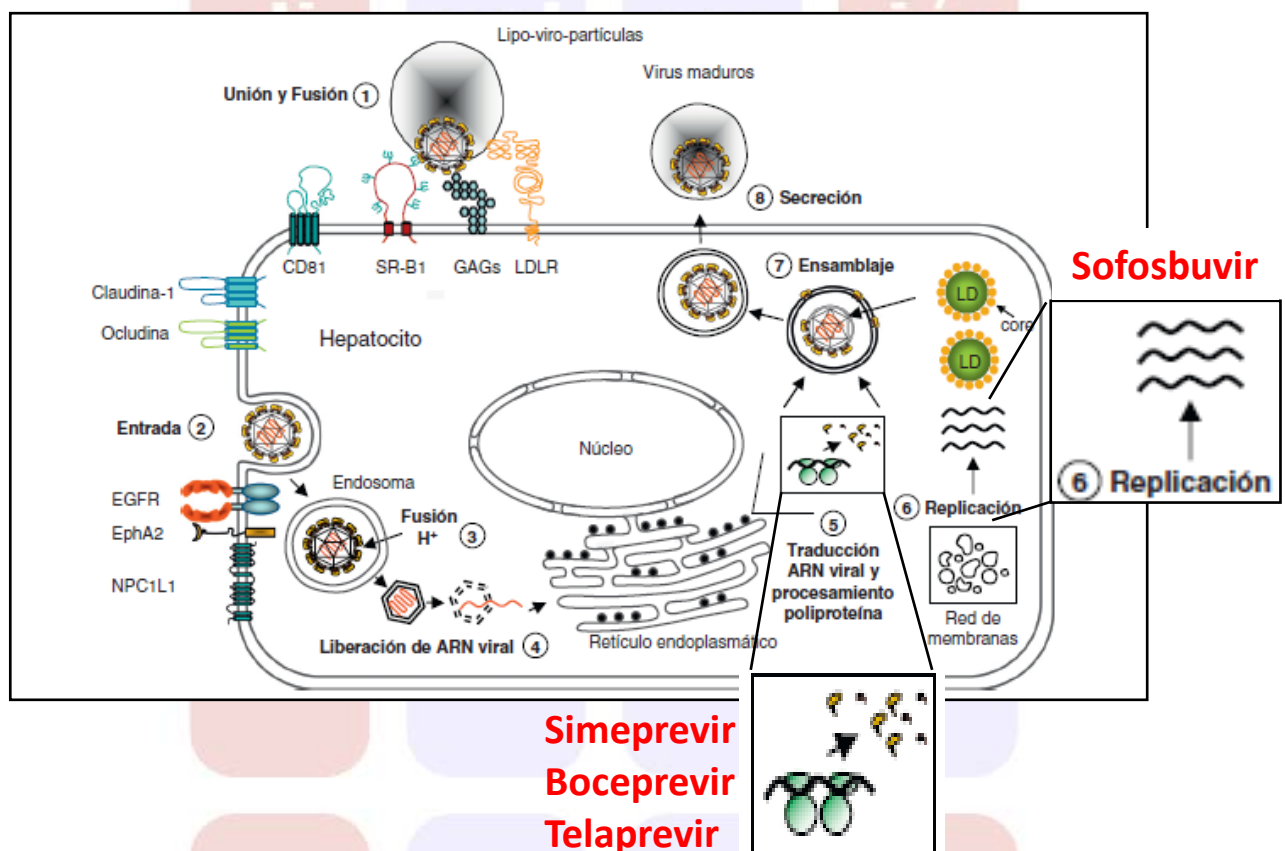 Lipo-viro-partículas
Virus maduros
Unión y Fusión 1
8 Secreción
CD81
SR-B1
GAGs
LDLR
7 Ensamblaje
Sofosbuvir
Claudina-1
LD
core
Ocludina
Hepatocito
LD
Entrada 2
Núcleo
6 Replicación
Endosoma
EGFR
Fusión
H+ 3
5
6 Replicación
EphA2
Traducción
ARN viral y
procesamiento
poliproteína
NPC1L1
Liberación de ARN viral 4
Retículo endoplasmático
Red de
membranas
Simeprevir
Boceprevir
Telaprevir